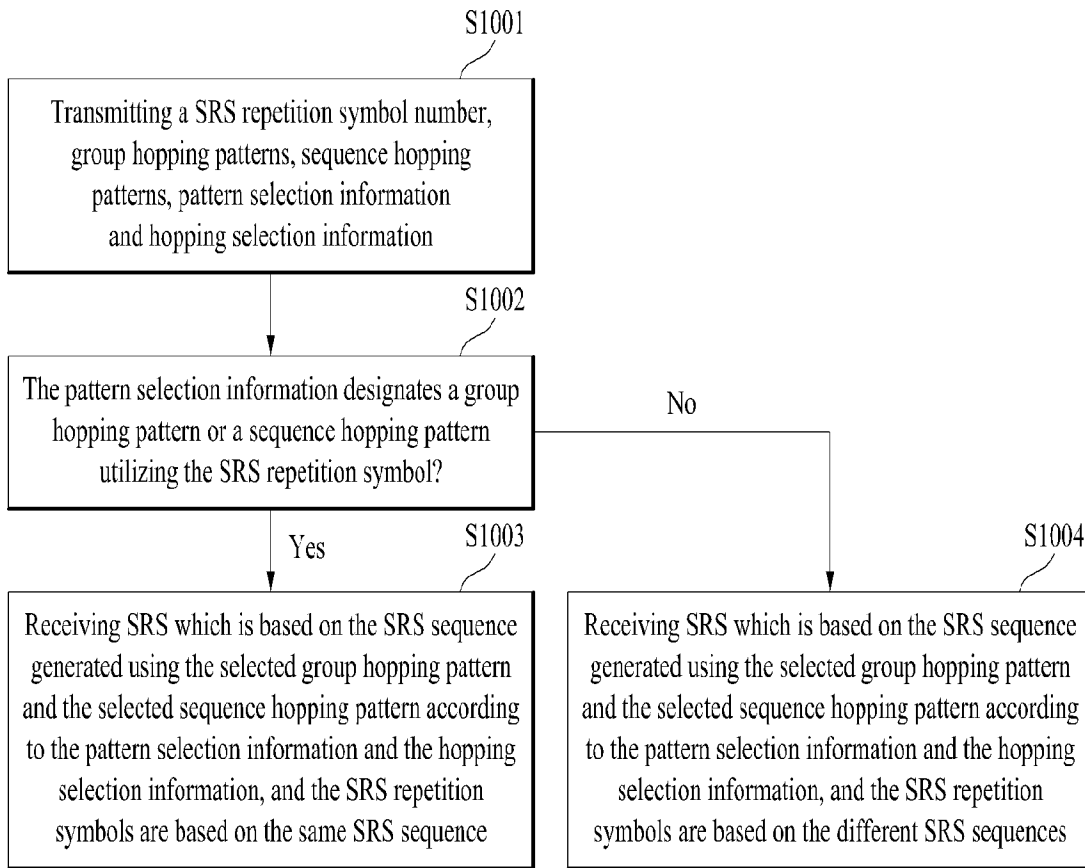 S1001
Transmitting a SRS repetition symbol number,
group hopping patterns, sequence hopping
patterns, pattern selection information
and hopping selection information
S1002
The pattern selection information designates a group
hopping pattern or a sequence hopping pattern
utilizing the SRS repetition symbol?
No
Yes
S1003
Receiving SRS which is based on the SRS sequence
generated using the selected group hopping pattern
and the selected sequence hopping pattern according
to the pattern selection information and the hopping
selection information, and the SRS repetition
symbols are based on the same SRS sequence
S1004
Receiving SRS which is based on the SRS sequence
generated using the selected group hopping pattern
and the selected sequence hopping pattern according
to the pattern selection information and the hopping
selection information, and the SRS repetition
symbols are based on the different SRS sequences